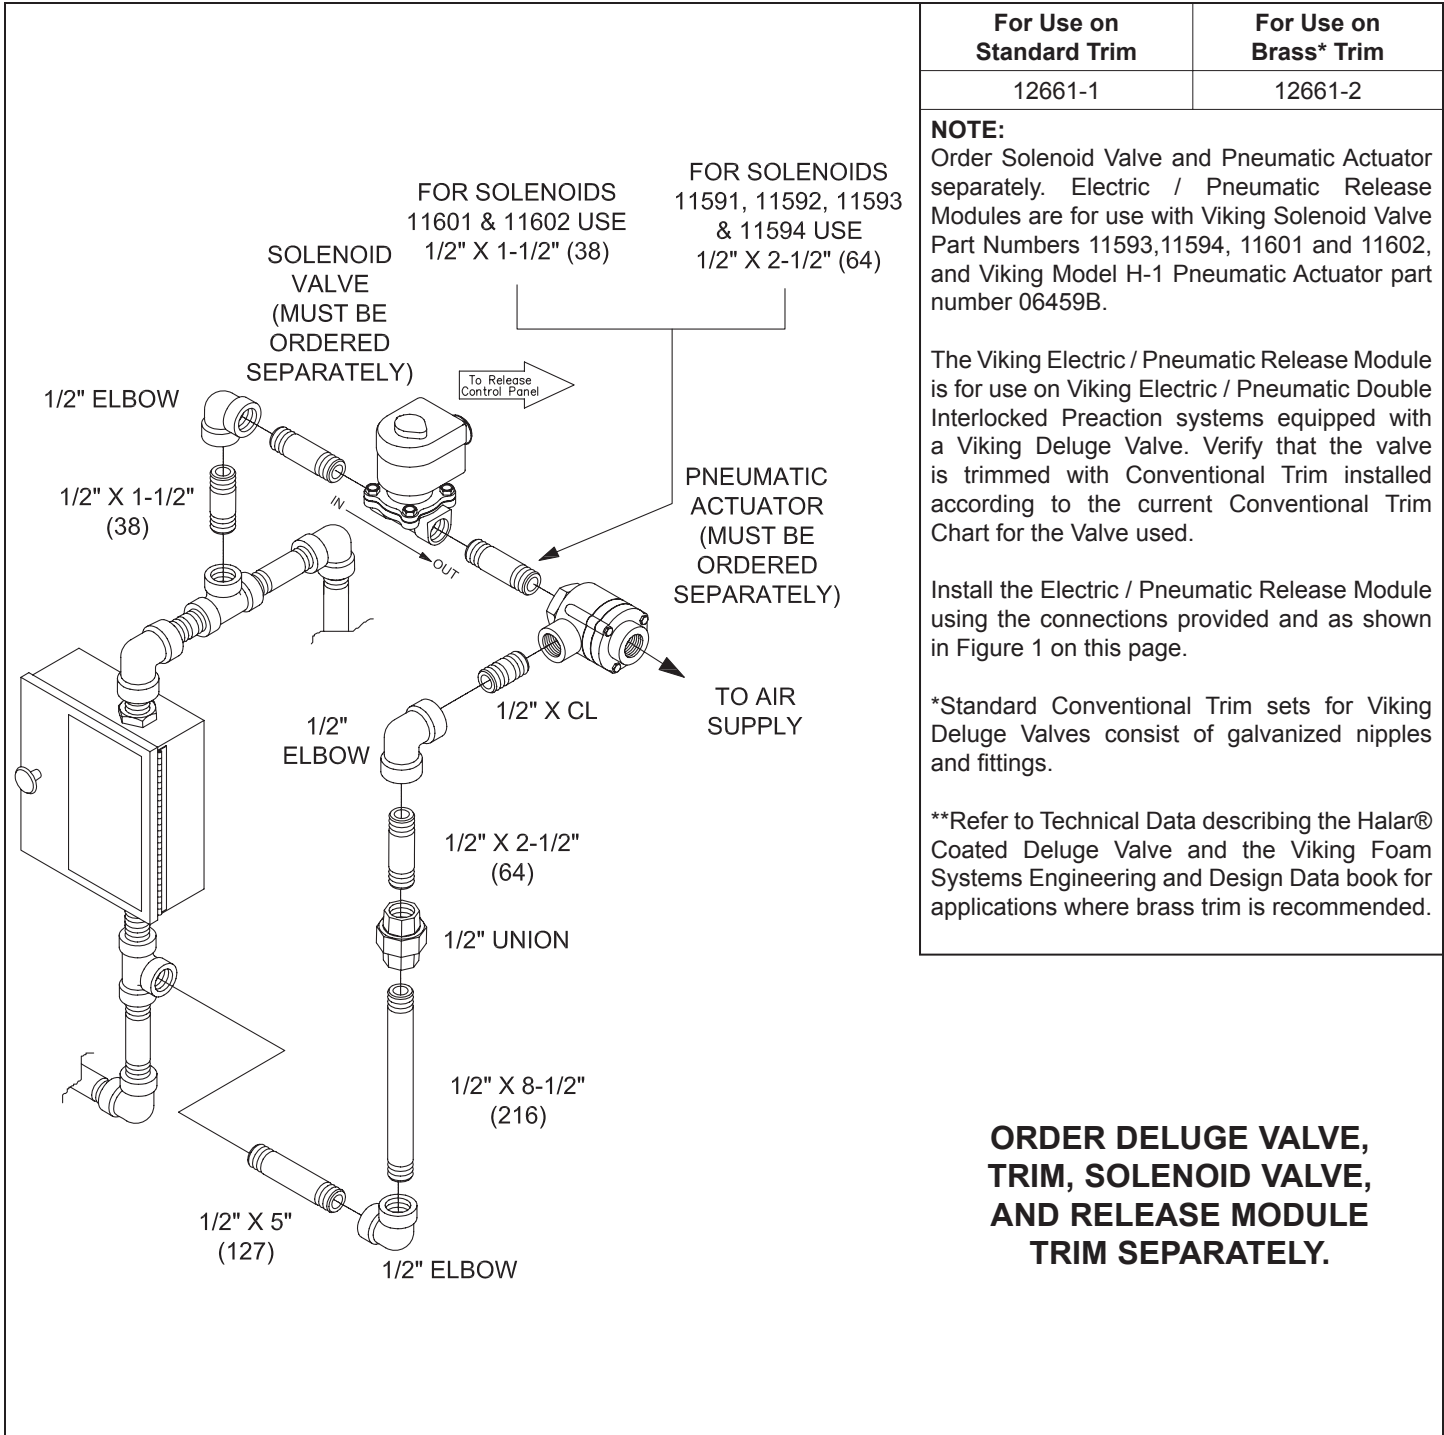 For Use on
Standard Trim
For Use on
Brass* Trim
12661-1
12661-2
NOTE:
Order Solenoid Valve and Pneumatic Actuator
separately. Electric / Pneumatic Release
Modules are for use with Viking Solenoid Valve
Part Numbers 11593,11594, 11601 and 11602,
and Viking Model H-1 Pneumatic Actuator part
number 06459B.
The Viking Electric / Pneumatic Release Module
is for use on Viking Electric / Pneumatic Double
Interlocked Preaction systems equipped with
a Viking Deluge Valve. Verify that the valve
is trimmed with Conventional Trim installed
according to the current Conventional Trim
Chart for the Valve used.
Install the Electric / Pneumatic Release Module
using the connections provided and as shown
in Figure 1 on this page.
*Standard Conventional Trim sets for Viking
Deluge Valves consist of galvanized nipples
and fittings.
**Refer to Technical Data describing the Halar®
Coated Deluge Valve and the Viking Foam
Systems Engineering and Design Data book for
applications where brass trim is recommended.
FOR SOLENOIDS
11591, 11592, 11593
& 11594 USE
1/2" X 2-1/2" (64)
FOR SOLENOIDS
11601 & 11602 USE
1/2" X 1-1/2" (38)
SOLENOID
VALVE
(MUST BE
ORDERED
SEPARATELY)
To Release
Control Panel
1/2" ELBOW
1/2" X 1-1/2"
(38)
IN
OUT
PNEUMATIC
ACTUATOR
(MUST BE
ORDERED
SEPARATELY)
TO AIR
SUPPLY
1/2" X CL
1/2"
ELBOW
1/2" X 2-1/2"
(64)
1/2" UNION
1/2" X 8-1/2"
(216)
1/2" X 5"
(127)
1/2" ELBOW
ORDER DELUGE VALVE,
TRIM, SOLENOID VALVE,
AND RELEASE MODULE
TRIM SEPARATELY.